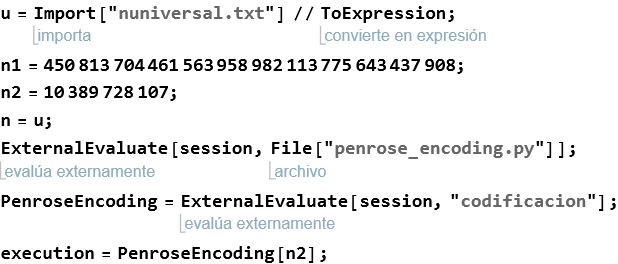 u = Import["nuniversal.txt"] // ToExpression;
importa convierte en expresión
n1 = 450 813 704 461 563 958 982 113 775 643 437 908;
n2 = 10 389 728 107;
n = u;
ExternalEvaluate[session, File["penrose_encoding.py"]];
evalúa externamente archivo
PenroseEncoding = ExternalEvaluate[session, "codificacion"];
evalúa externamente
execution = PenroseEncoding[n2];